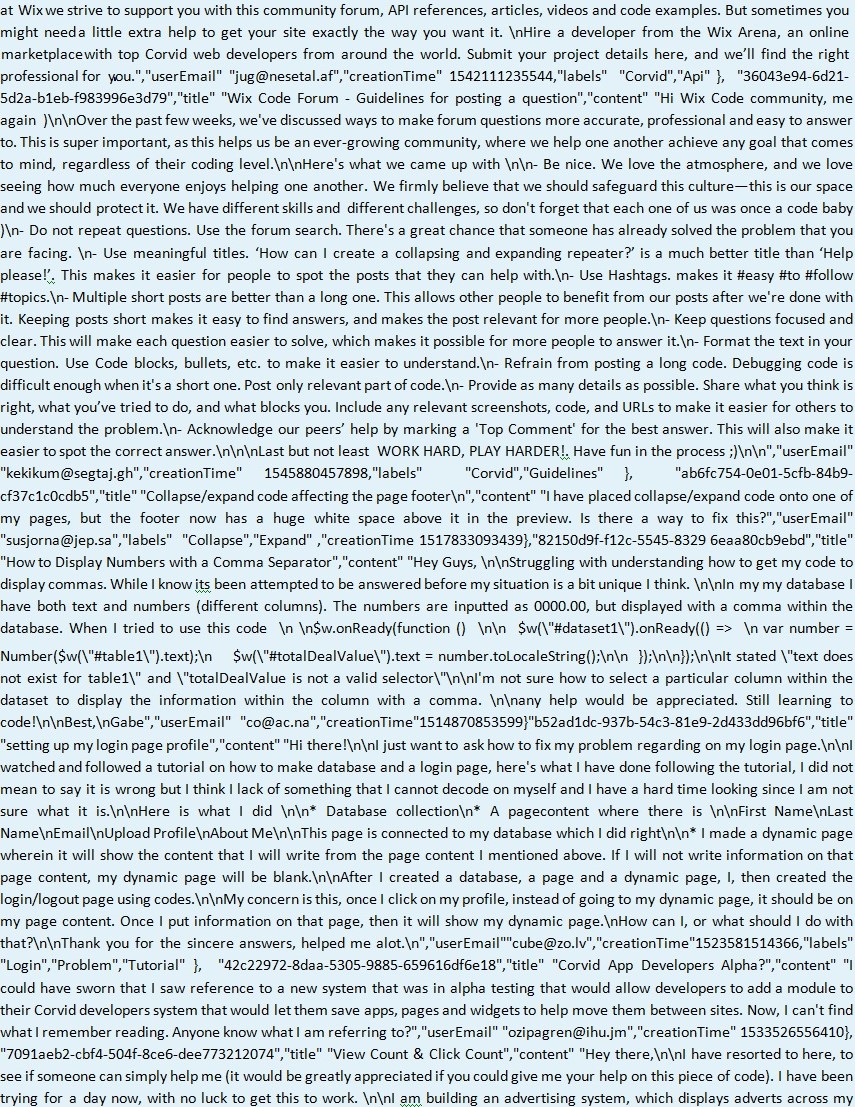 at Wix we strive to support you with this community forum, API references, articles, videos and code examples. But sometimes you
might need a little extra help to get your site exactly the way you want it. \nHire a developer from the Wix Arena, an online
marketplace with top Corvid web developers from around the world. Submit your project details here, and we’ll find the right
professional for you.","userEmail" "jug@nesetal.af","creationTime" 1542111235544,"labels" "Corvid","Api" }, "36043e94-6d21-
5d2a-b1eb-f983996e3d79","title" "Wix Code Forum - Guidelines for posting a question","content" "Hi Wix Code community, me
again )\n\nOver the past few weeks, we've discussed ways to make forum questions more accurate, professional and easy to answer
to. This is super important, as this helps us be an ever-growing community, where we help one another achieve any goal that comes
to mind, regardless of their coding level.\n\nHere's what we came up with \n\n- Be nice. We love the atmosphere, and we love
seeing how much everyone enjoys helping one another. We firmly believe that we should safeguard this culture—this is our space
and we should protect it. We have different skills and different challenges, so don't forget that each one of us was once a code baby
)\n- Do not repeat questions. Use the forum search. There's a great chance that someone has already solved the problem that you
are facing. \n- Use meaningful titles. ‘How can I create a collapsing and expanding repeater?’ is a much better title than ‘Help
please!’. This makes it easier for people to spot the posts that they can help with.\n- Use Hashtags. makes it #easy #to #follow
#topics.\n- Multiple short posts are better than a long one. This allows other people to benefit from our posts after we're done with
it. Keeping posts short makes it easy to find answers, and makes the post relevant for more people.\n- Keep questions focused and
clear. This will make each question easier to solve, which makes it possible for more people to answer it.\n- Format the text in your
question. Use Code blocks, bullets, etc. to make it easier to understand.\n- Refrain from posting a long code. Debugging code is
difficult enough when it's a short one. Post only relevant part of code.\n- Provide as many details as possible. Share what you think is
right, what you’ve tried to do, and what blocks you. Include any relevant screenshots, code, and URLs to make it easier for others to
understand the problem.\n- Acknowledge our peers’ help by marking a 'Top Comment' for the best answer. This will also make it
easier to spot the correct answer.\n\n\nLast but not least WORK HARD, PLAY HARDER!. Have fun in the process ;)\n\n","userEmail"
"kekikum@segtaj.gh","creationTime" 1545880457898,"labels" "Corvid","Guidelines" }, "ab6fc754-0e01-5cfb-84b9-
cf37c1c0cdb5","title" "Collapse/expand code affecting the page footer\n","content" "I have placed collapse/expand code onto one of
my pages, but the footer now has a huge white space above it in the preview. Is there a way to fix this?","userEmail"
"susjorna@jep.sa","labels" "Collapse","Expand" ,"creationTime 1517833093439},"82150d9f-f12c-5545-8329 6eaa80cb9ebd","title"
"How to Display Numbers with a Comma Separator","content" "Hey Guys, \n\nStruggling with understanding how to get my code to
display commas. While I know its been attempted to be answered before my situation is a bit unique I think. \n\nIn my my database I
have both text and numbers (different columns). The numbers are inputted as 0000.00, but displayed with a comma within the
database. When I tried to use this code \n \n$w.onReady(function () \n\n $w(\"#dataset1\").onReady(() => \n var number =
Number($w(\"#table1\").text);\n $w(\"#totalDealValue\").text = number.toLocaleString();\n\n });\n\n});\n\nIt stated \"text does
not exist for table1\" and \"totalDealValue is not a valid selector\"\n\nI'm not sure how to select a particular column within the
dataset to display the information within the column with a comma. \n\nany help would be appreciated. Still learning to
code!\n\nBest,\nGabe","userEmail" "co@ac.na","creationTime"1514870853599}"b52ad1dc-937b-54c3-81e9-2d433dd96bf6","title"
"setting up my login page profile","content" "Hi there!\n\nI just want to ask how to fix my problem regarding on my login page.\n\nI
watched and followed a tutorial on how to make database and a login page, here's what I have done following the tutorial, I did not
mean to say it is wrong but I think I lack of something that I cannot decode on myself and I have a hard time looking since I am not
sure what it is.\n\nHere is what I did \n\n* Database collection\n* A pagecontent where there is \n\nFirst Name\nLast
Name\nEmail\nUpload Profile\nAbout Me\n\nThis page is connected to my database which I did right\n\n* I made a dynamic page
wherein it will show the content that I will write from the page content I mentioned above. If I will not write information on that
page content, my dynamic page will be blank.\n\nAfter I created a database, a page and a dynamic page, I, then created the
login/logout page using codes.\n\nMy concern is this, once I click on my profile, instead of going to my dynamic page, it should be on
my page content. Once I put information on that page, then it will show my dynamic page.\nHow can I, or what should I do with
that?\n\nThank you for the sincere answers, helped me alot.\n","userEmail""cube@zo.lv","creationTime"1523581514366,"labels"
"Login","Problem","Tutorial" }, "42c22972-8daa-5305-9885-659616df6e18","title" "Corvid App Developers Alpha?","content" "I
could have sworn that I saw reference to a new system that was in alpha testing that would allow developers to add a module to
their Corvid developers system that would let them save apps, pages and widgets to help move them between sites. Now, I can't find
what I remember reading. Anyone know what I am referring to?","userEmail" "ozipagren@ihu.jm","creationTime" 1533526556410},
"7091aeb2-cbf4-504f-8ce6-dee773212074","title" "View Count & Click Count","content" "Hey there,\n\nI have resorted to here, to
see if someone can simply help me (it would be greatly appreciated if you could give me your help on this piece of code). I have been
trying for a day now, with no luck to get this to work. \n\nI am building an advertising system, which displays adverts across my